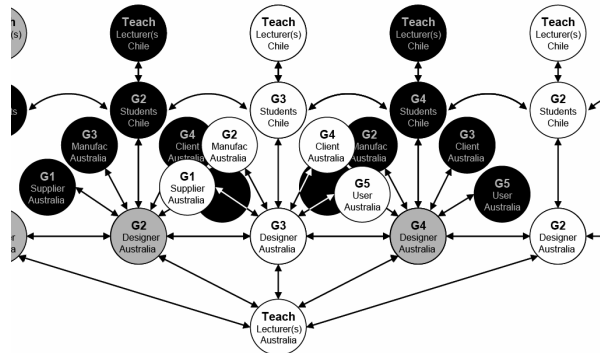 Teach
Lecturer(s)
Chile
Teach
Lecturer(s)
Chile
Teach
Lecturer(s)
Chile
Teach
Lecturer(s)
Chile
G2
Students
Chile
G3
Students
Chile
G4
Students
Chile
G2
Students
Chile
G3
Manufac
Australia
G4
Client
Australia
G2
Manufac
Australia
G4
Client
Australia
G2
Manufac
Australia
G3
Client
Australia
G1
Supplier
Australia
G1
Supplier
Australia
G5
User
Australia
G5
User
Australia
G2
Designer
Australia
G3
Designer
Australia
G4
Designer
Australia
G2
Designer
Australia
Teach
Lecturer(s)
Australia